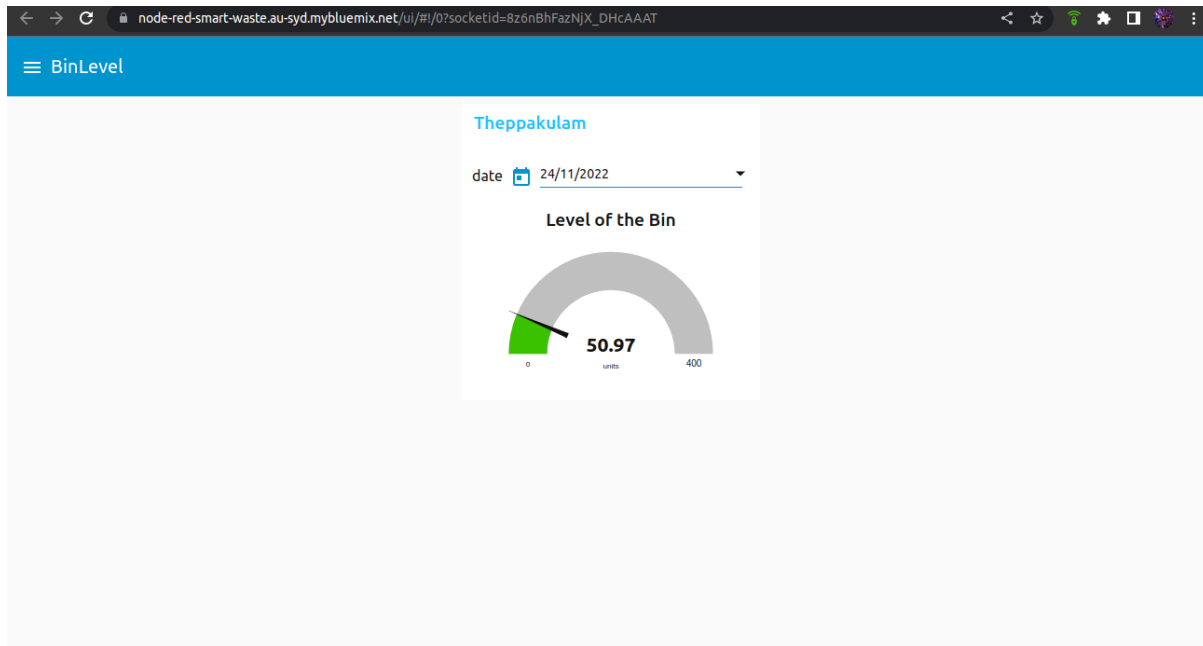 node-red-smart-waste.au-syd.mybluemix.net/ui/#!/0?socketid=8z6nBhFazNjX_DHcAAAT
BinLevel
Theppakulam
date 24/11/2022
Level of the Bin
50.97
0 units 400